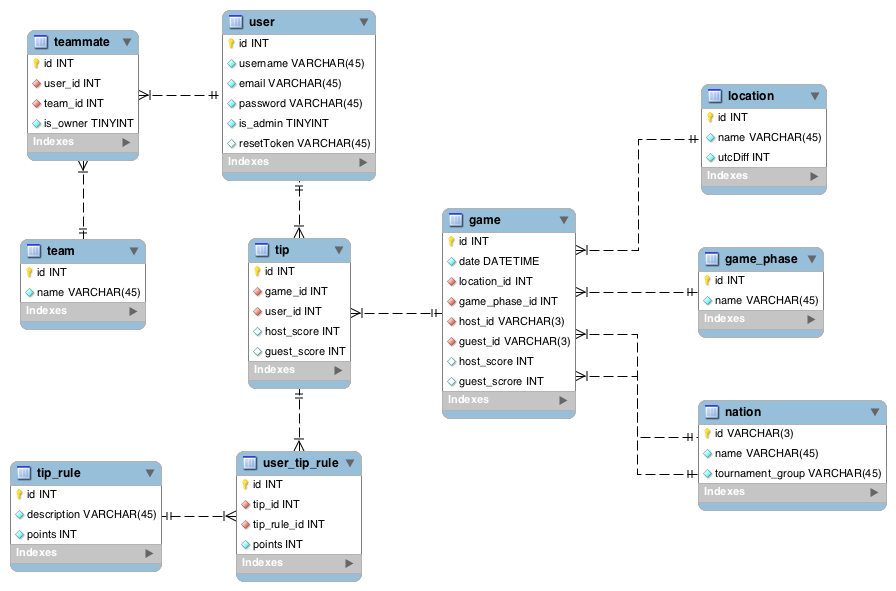 teammate
id INT
user_id INT
team_id INT
is_owner TINYINT
Indexes
user
id INT
username VARCHAR(45)
email VARCHAR(45)
password VARCHAR(45)
is_admin TINYINT
resetToken VARCHAR(45)
Indexes
location
id INT
name VARCHAR(45)
utcDiff INT
Indexes
team
id INT
name VARCHAR(45)
Indexes
tip
id INT
game_id INT
user_id INT
host_score INT
guest_score INT
Indexes
game
id INT
date DATETIME
location_id INT
game_phase_id INT
host_id VARCHAR(3)
guest_id VARCHAR(3)
host_score INT
guest_scrore INT
Indexes
game_phase
id INT
name VARCHAR(45)
Indexes
nation
id VARCHAR(3)
name VARCHAR(45)
tournament_group VARCHAR(45)
Indexes
tip_rule
id INT
description VARCHAR(45)
points INT
Indexes
user_tip_rule
id INT
tip_id INT
tip_rule_id INT
points INT
Indexes